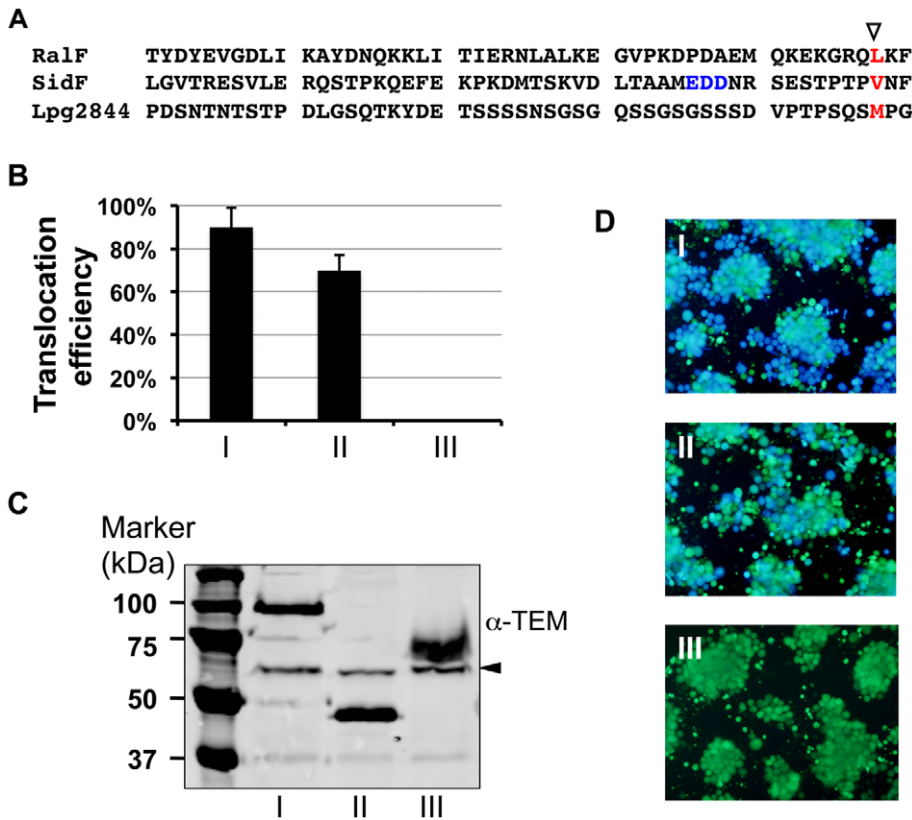 A
RalF TYDYEVGDLI KAYDNQKKLI TIERNLALKE GVPKDPDAEM QKEKGRQLKF
SidF LGVTRESVLE RQSTPKQEFE KPKDMTSKVD LTAAMEDDNR SESTPTPVNF
Lpg2844 PDSNTNTSTP DLGSQTKYDE TSSSSSNSGSG QSSGSGSSSD VPTPSQSMPG
B
Translocation
efficiency
100%
80%
60%
40%
20%
0%
I II III
C
Marker
(kDa)
100
75
50
37
α-TEM
I II III
D
I
II
III